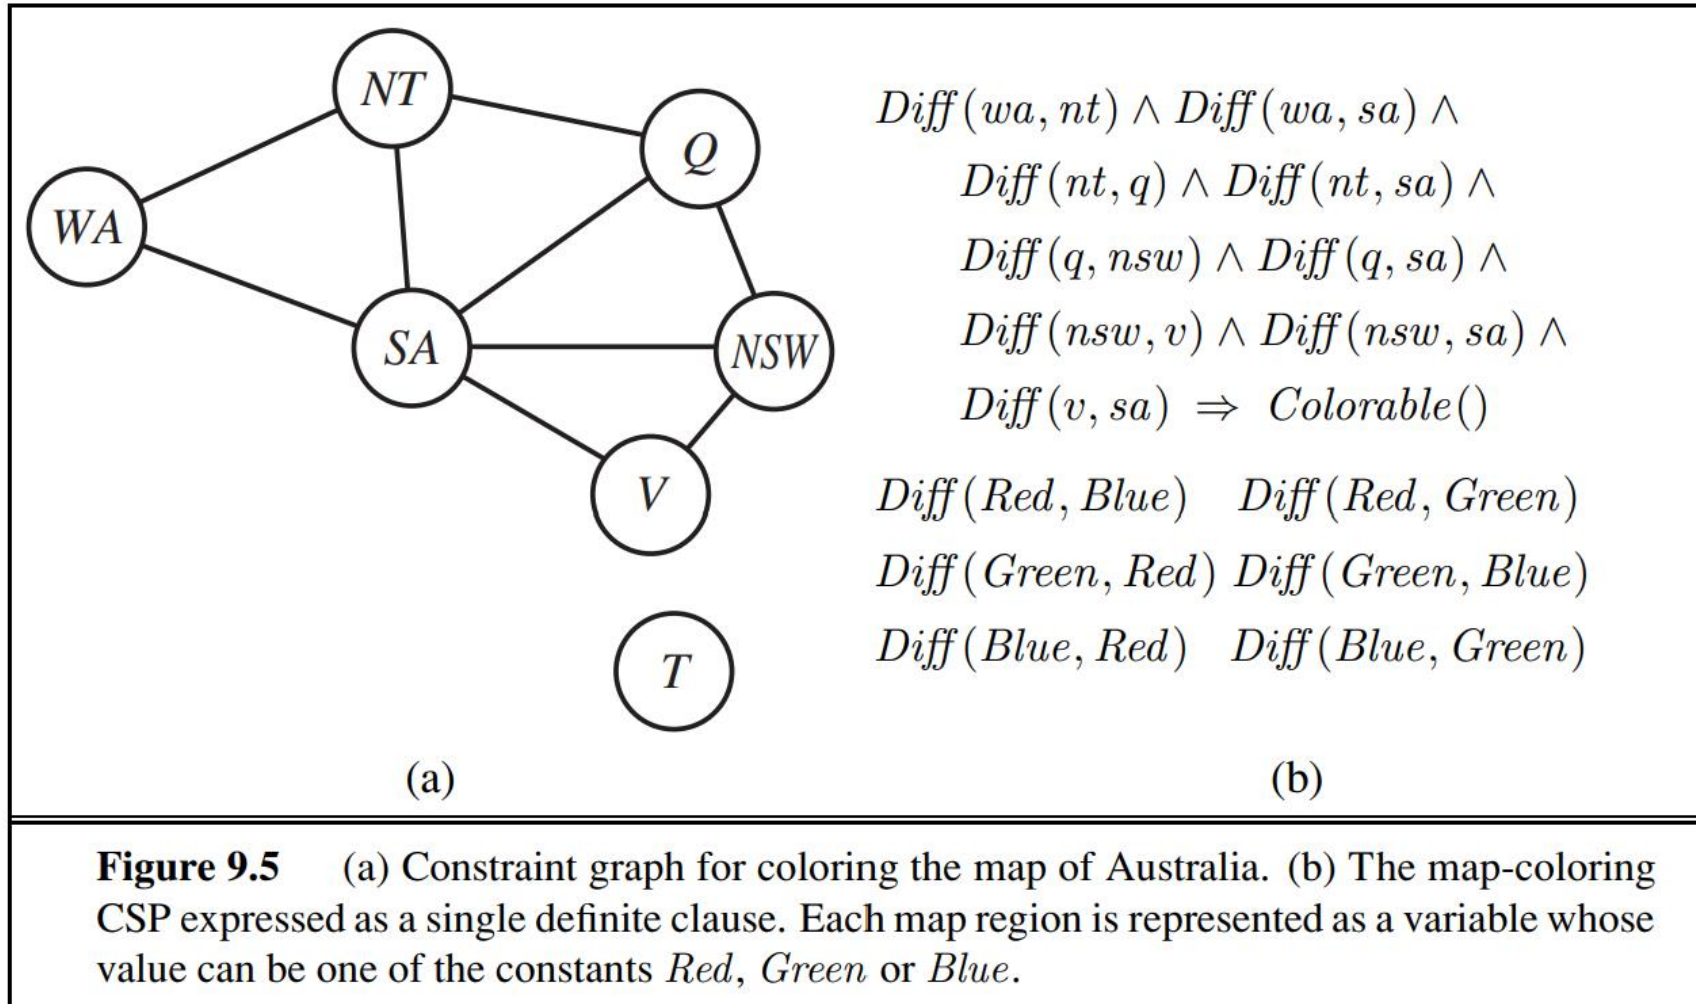 NT
Q
WA
SA
NSW
V
T
(a)
Diff(wa, nt) ∧ Diff(wa, sa) ∧
Diff(nt, q) ∧ Diff(nt, sa) ∧
Diff(q, nsw) ∧ Diff(q, sa) ∧
Diff(nsw, v) ∧ Diff(nsw, sa) ∧
Diff(v, sa) ⇒ Colorable()
Diff(Red, Blue) Diff(Red, Green)
Diff(Green, Red) Diff(Green, Blue)
Diff(Blue, Red) Diff(Blue, Green)
(b)
Figure 9.5 (a) Constraint graph for coloring the map of Australia. (b) The map-coloring
CSP expressed as a single definite clause. Each map region is represented as a variable whose
value can be one of the constants Red, Green or Blue.